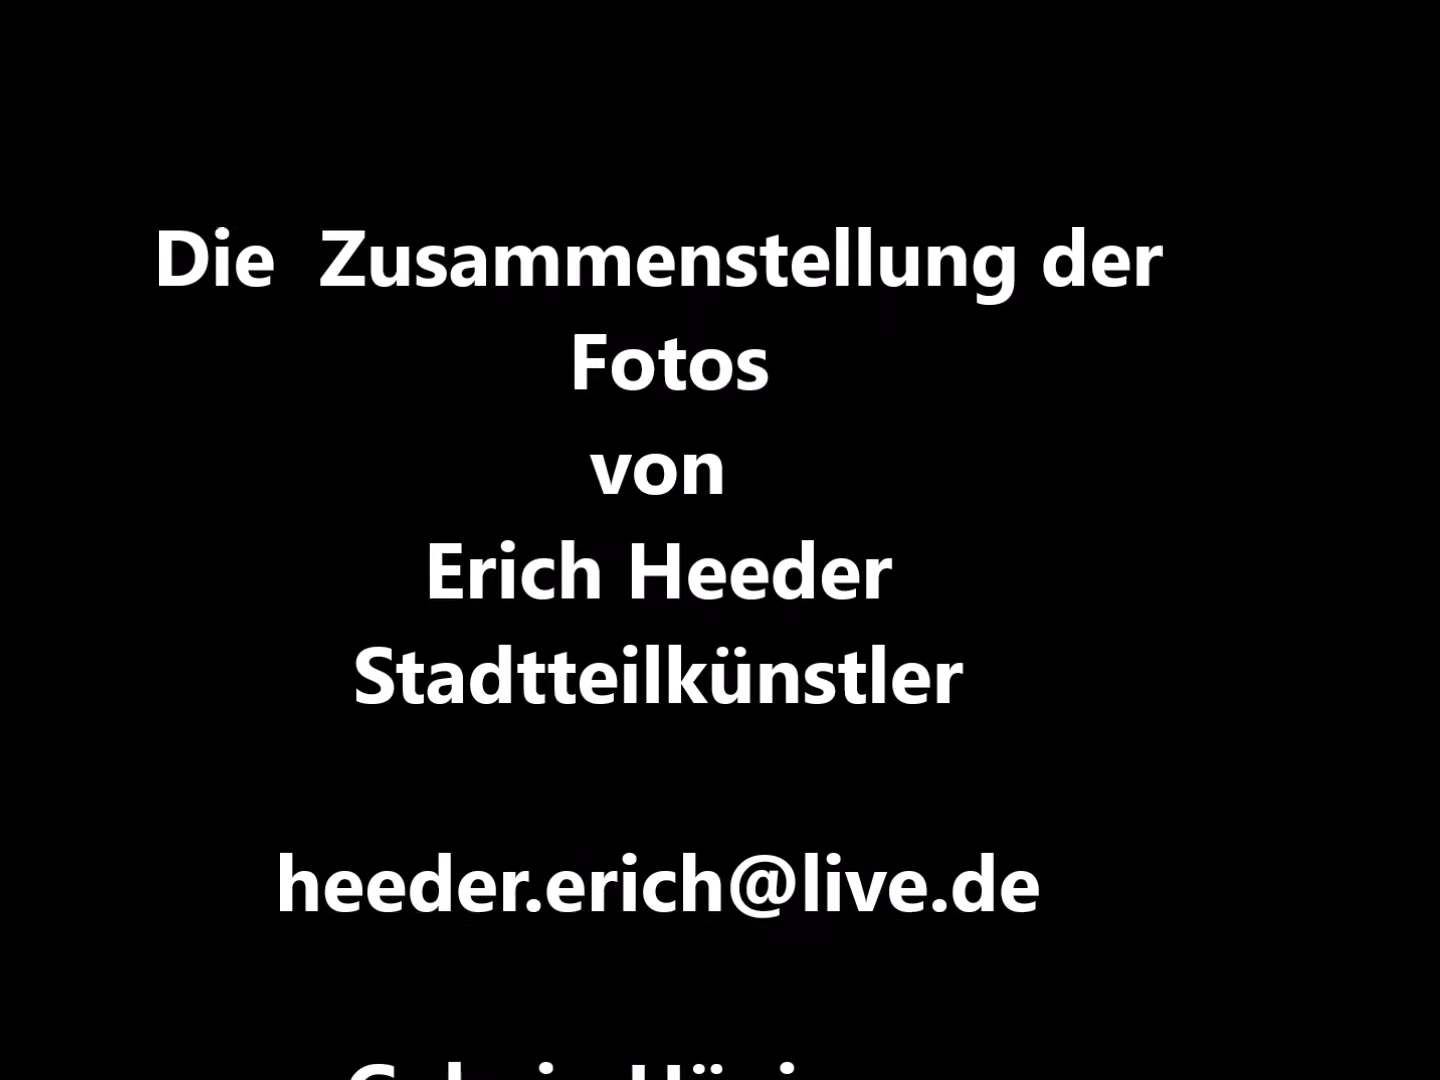 Die Zusammenstellung der
Fotos
von
Erich Heeder
Stadtteilkünstler
heeder.erich@live.de